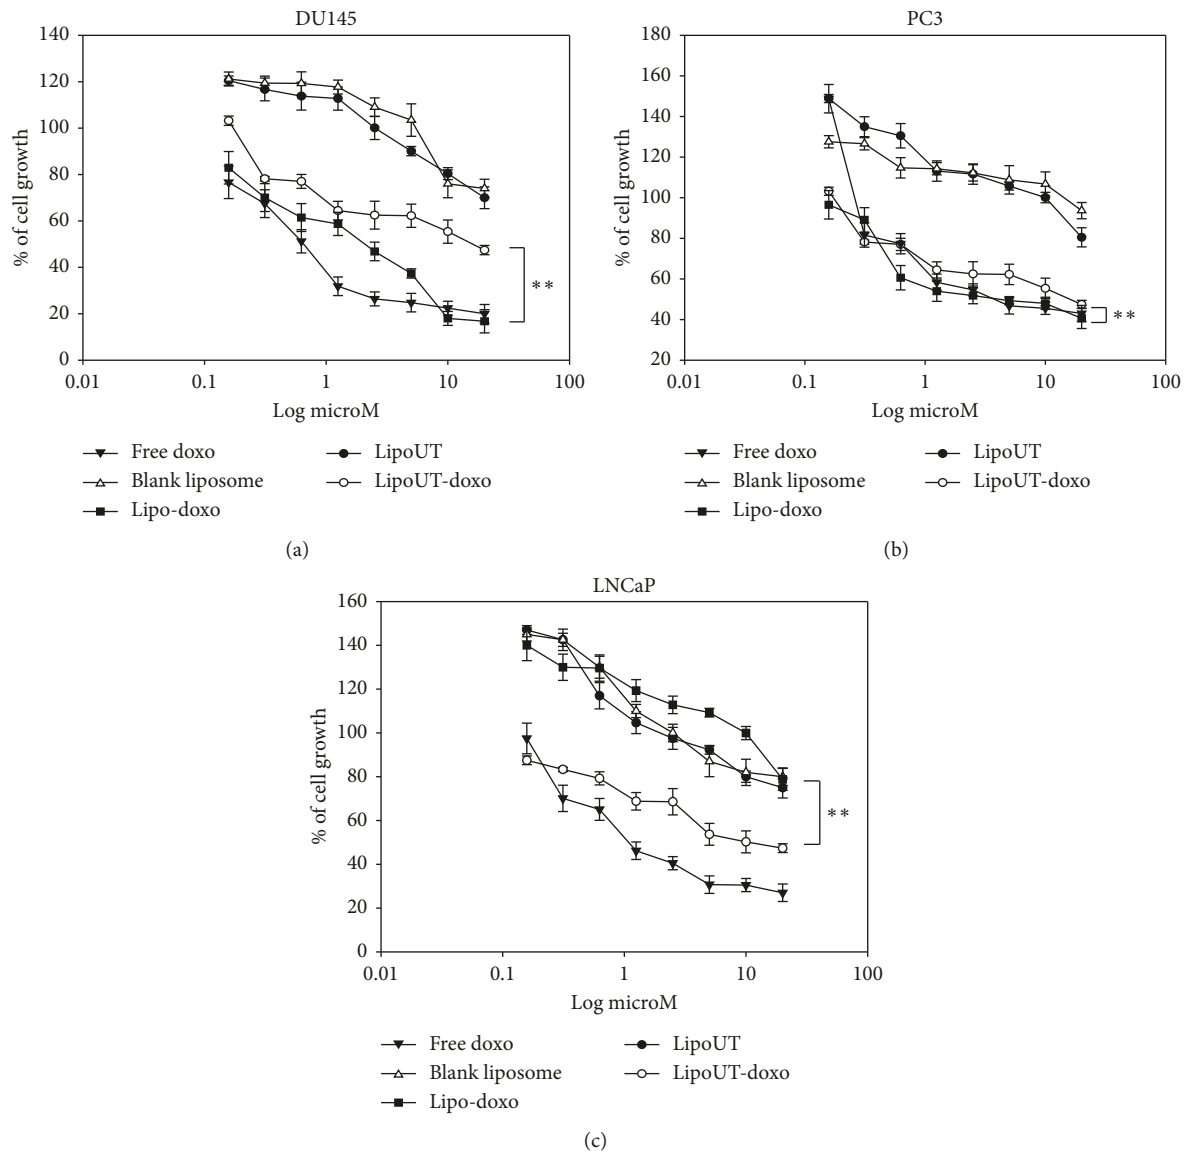 DU145
140
120
100
80
60
40
20
0
% of cell growth
**
0.01 0.1 1 10 100
Log microM
Free doxo
Blank liposome
Lipo-doxo
LipoUT
LipoUT-doxo
(a)
PC3
180
160
140
120
100
80
60
40
20
% of cell growth
**
0.01 0.1 1 10 100
Log microM
Free doxo
Blank liposome
Lipo-doxo
LipoUT
LipoUT-doxo
(b)
LNCaP
160
140
120
100
80
60
40
20
0
% of cell growth
**
0.01 0.1 1 10 100
Log microM
Free doxo
Blank liposome
Lipo-doxo
LipoUT
LipoUT-doxo
(c)